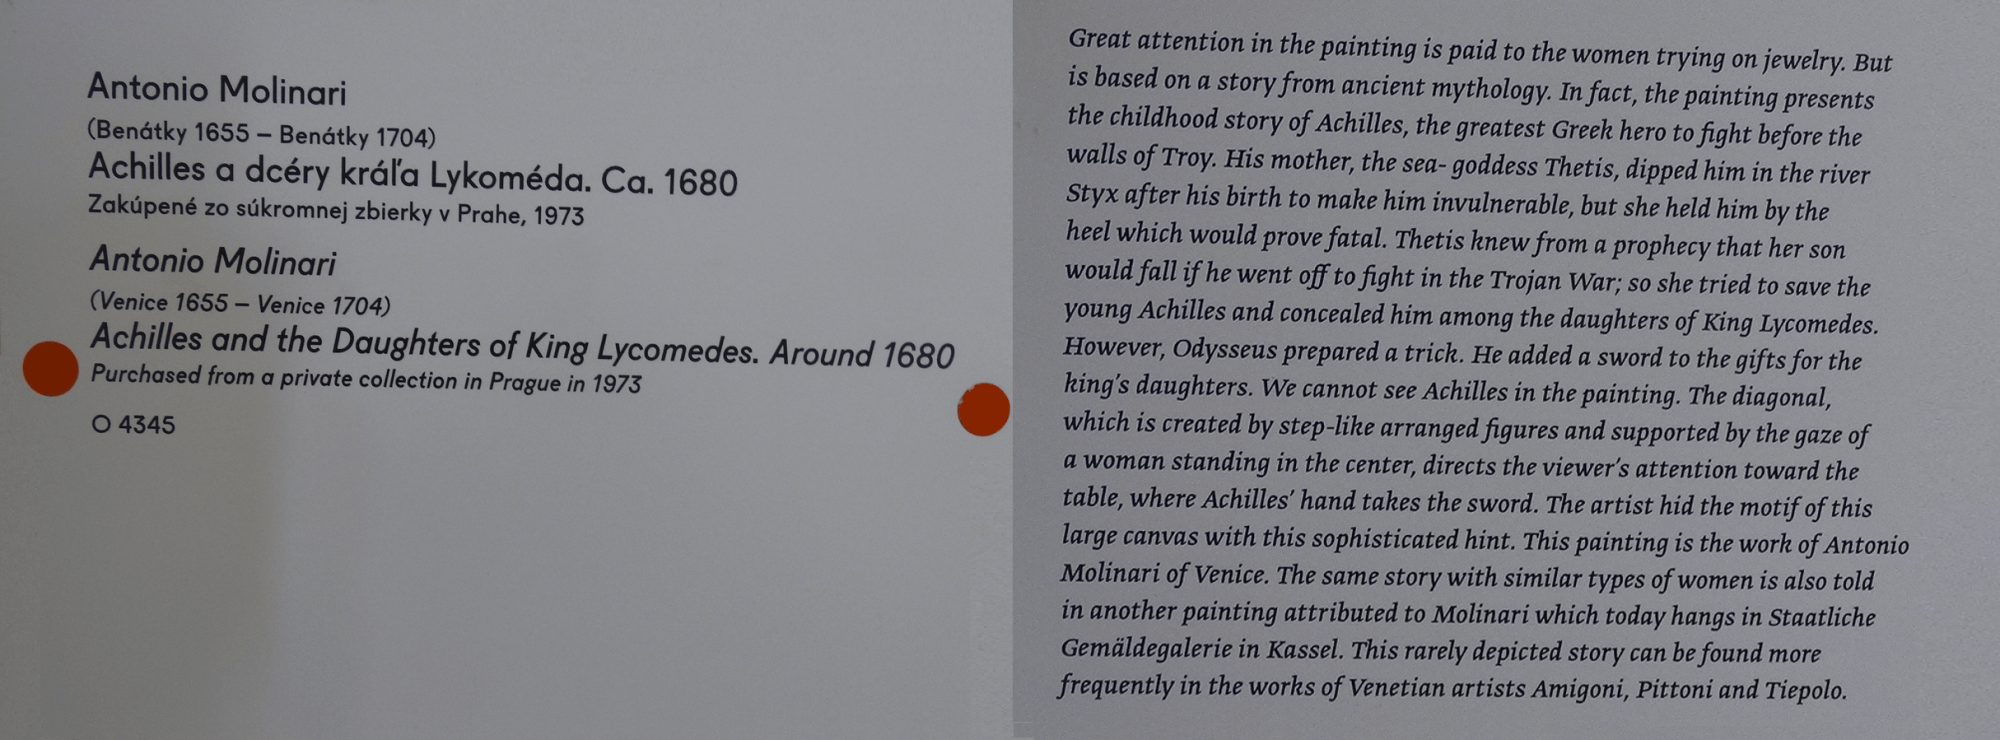 Antonio Molinari
(Benátky 1655 – Benátky 1704)
Achilles a dcéry kráľa Lykoméda. Ca. 1680
Zakúpené zo súkromnej zbierky v Prahe, 1973
Antonio Molinari
(Venice 1655 – Venice 1704)
Achilles and the Daughters of King Lycomedes. Around 1680
Purchased from a private collection in Prague in 1973
O 4345
Great attention in the painting is paid to the women trying on jewelry. But
is based on a story from ancient mythology. In fact, the painting presents
the childhood story of Achilles, the greatest Greek hero to fight before the
walls of Troy. His mother, the sea- goddess Thetis, dipped him in the river
Styx after his birth to make him invulnerable, but she held him by the
heel which would prove fatal. Thetis knew from a prophecy that her son
would fall if he went off to fight in the Trojan War; so she tried to save the
young Achilles and concealed him among the daughters of King Lycomedes.
However, Odysseus prepared a trick. He added a sword to the gifts for the
king's daughters. We cannot see Achilles in the painting. The diagonal,
which is created by step-like arranged figures and supported by the gaze of
a woman standing in the center, directs the viewer's attention toward the
table, where Achilles' hand takes the sword. The artist hid the motif of this
large canvas with this sophisticated hint. This painting is the work of Antonio
Molinari of Venice. The same story with similar types of women is also told
in another painting attributed to Molinari which today hangs in Staatliche
Gemäldegalerie in Kassel. This rarely depicted story can be found more
frequently in the works of Venetian artists Amigoni, Pittoni and Tiepolo.